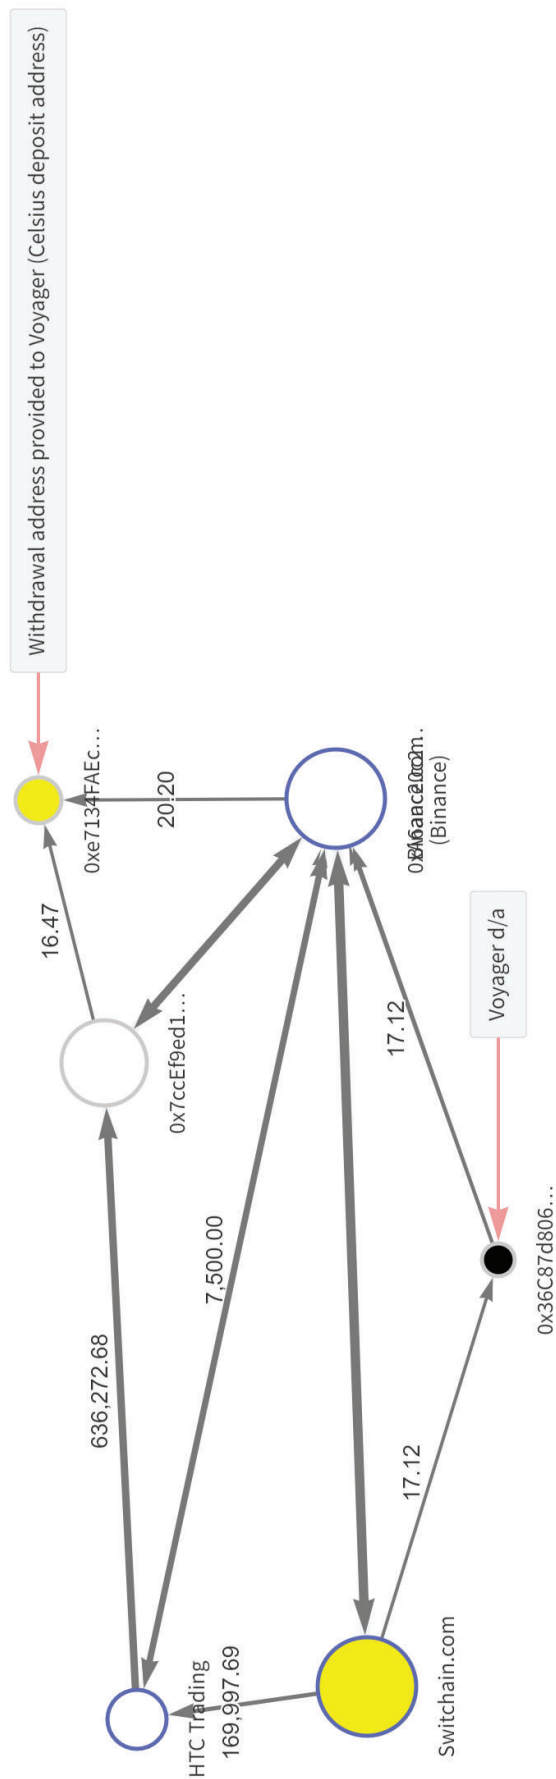 Withdrawal address provided to Voyager (Celsius deposit address)
0xe7134FAEc...
20.20
16.47
0x7ccEf9ed1...
(Binance)
Voyager d/a
17.12
7,500.00
636,272.68
0x36C87d806...
17.12
HTC Trading
169,997.69
Switchain.com